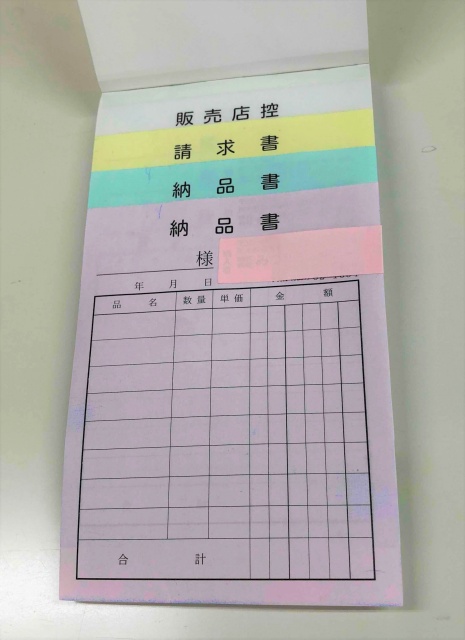 販売店控
請求書
納品書
納品書
様
年 月 日
品 名 数量 単価 金 額
合 計